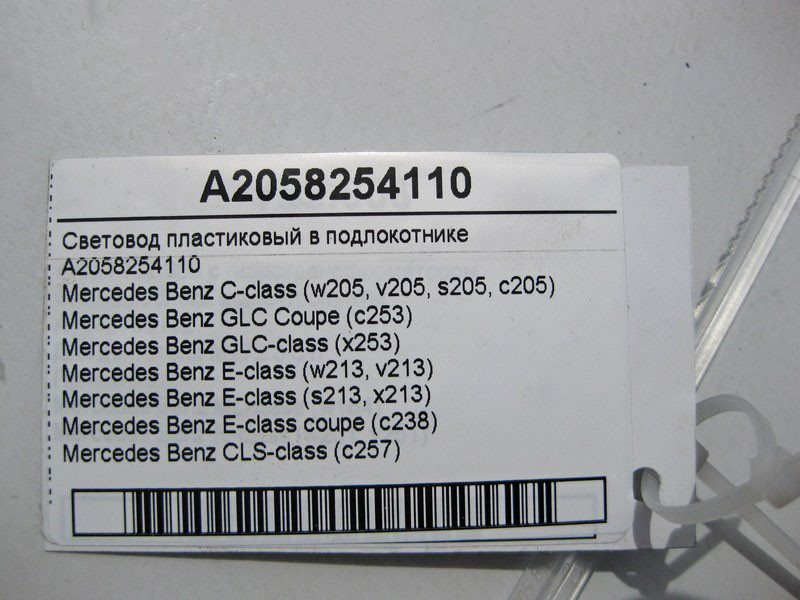 A2058254110
Световод пластиковый в подлокотнике
A2058254110
Mercedes Benz C-class (w205, v205, s205, c205)
Mercedes Benz GLC Coupe (c253)
Mercedes Benz GLC-class (x253)
Mercedes Benz E-class (w213, v213)
Mercedes Benz E-class (s213, x213)
Mercedes Benz E-class coupe (c238)
Mercedes Benz CLS-class (c257)